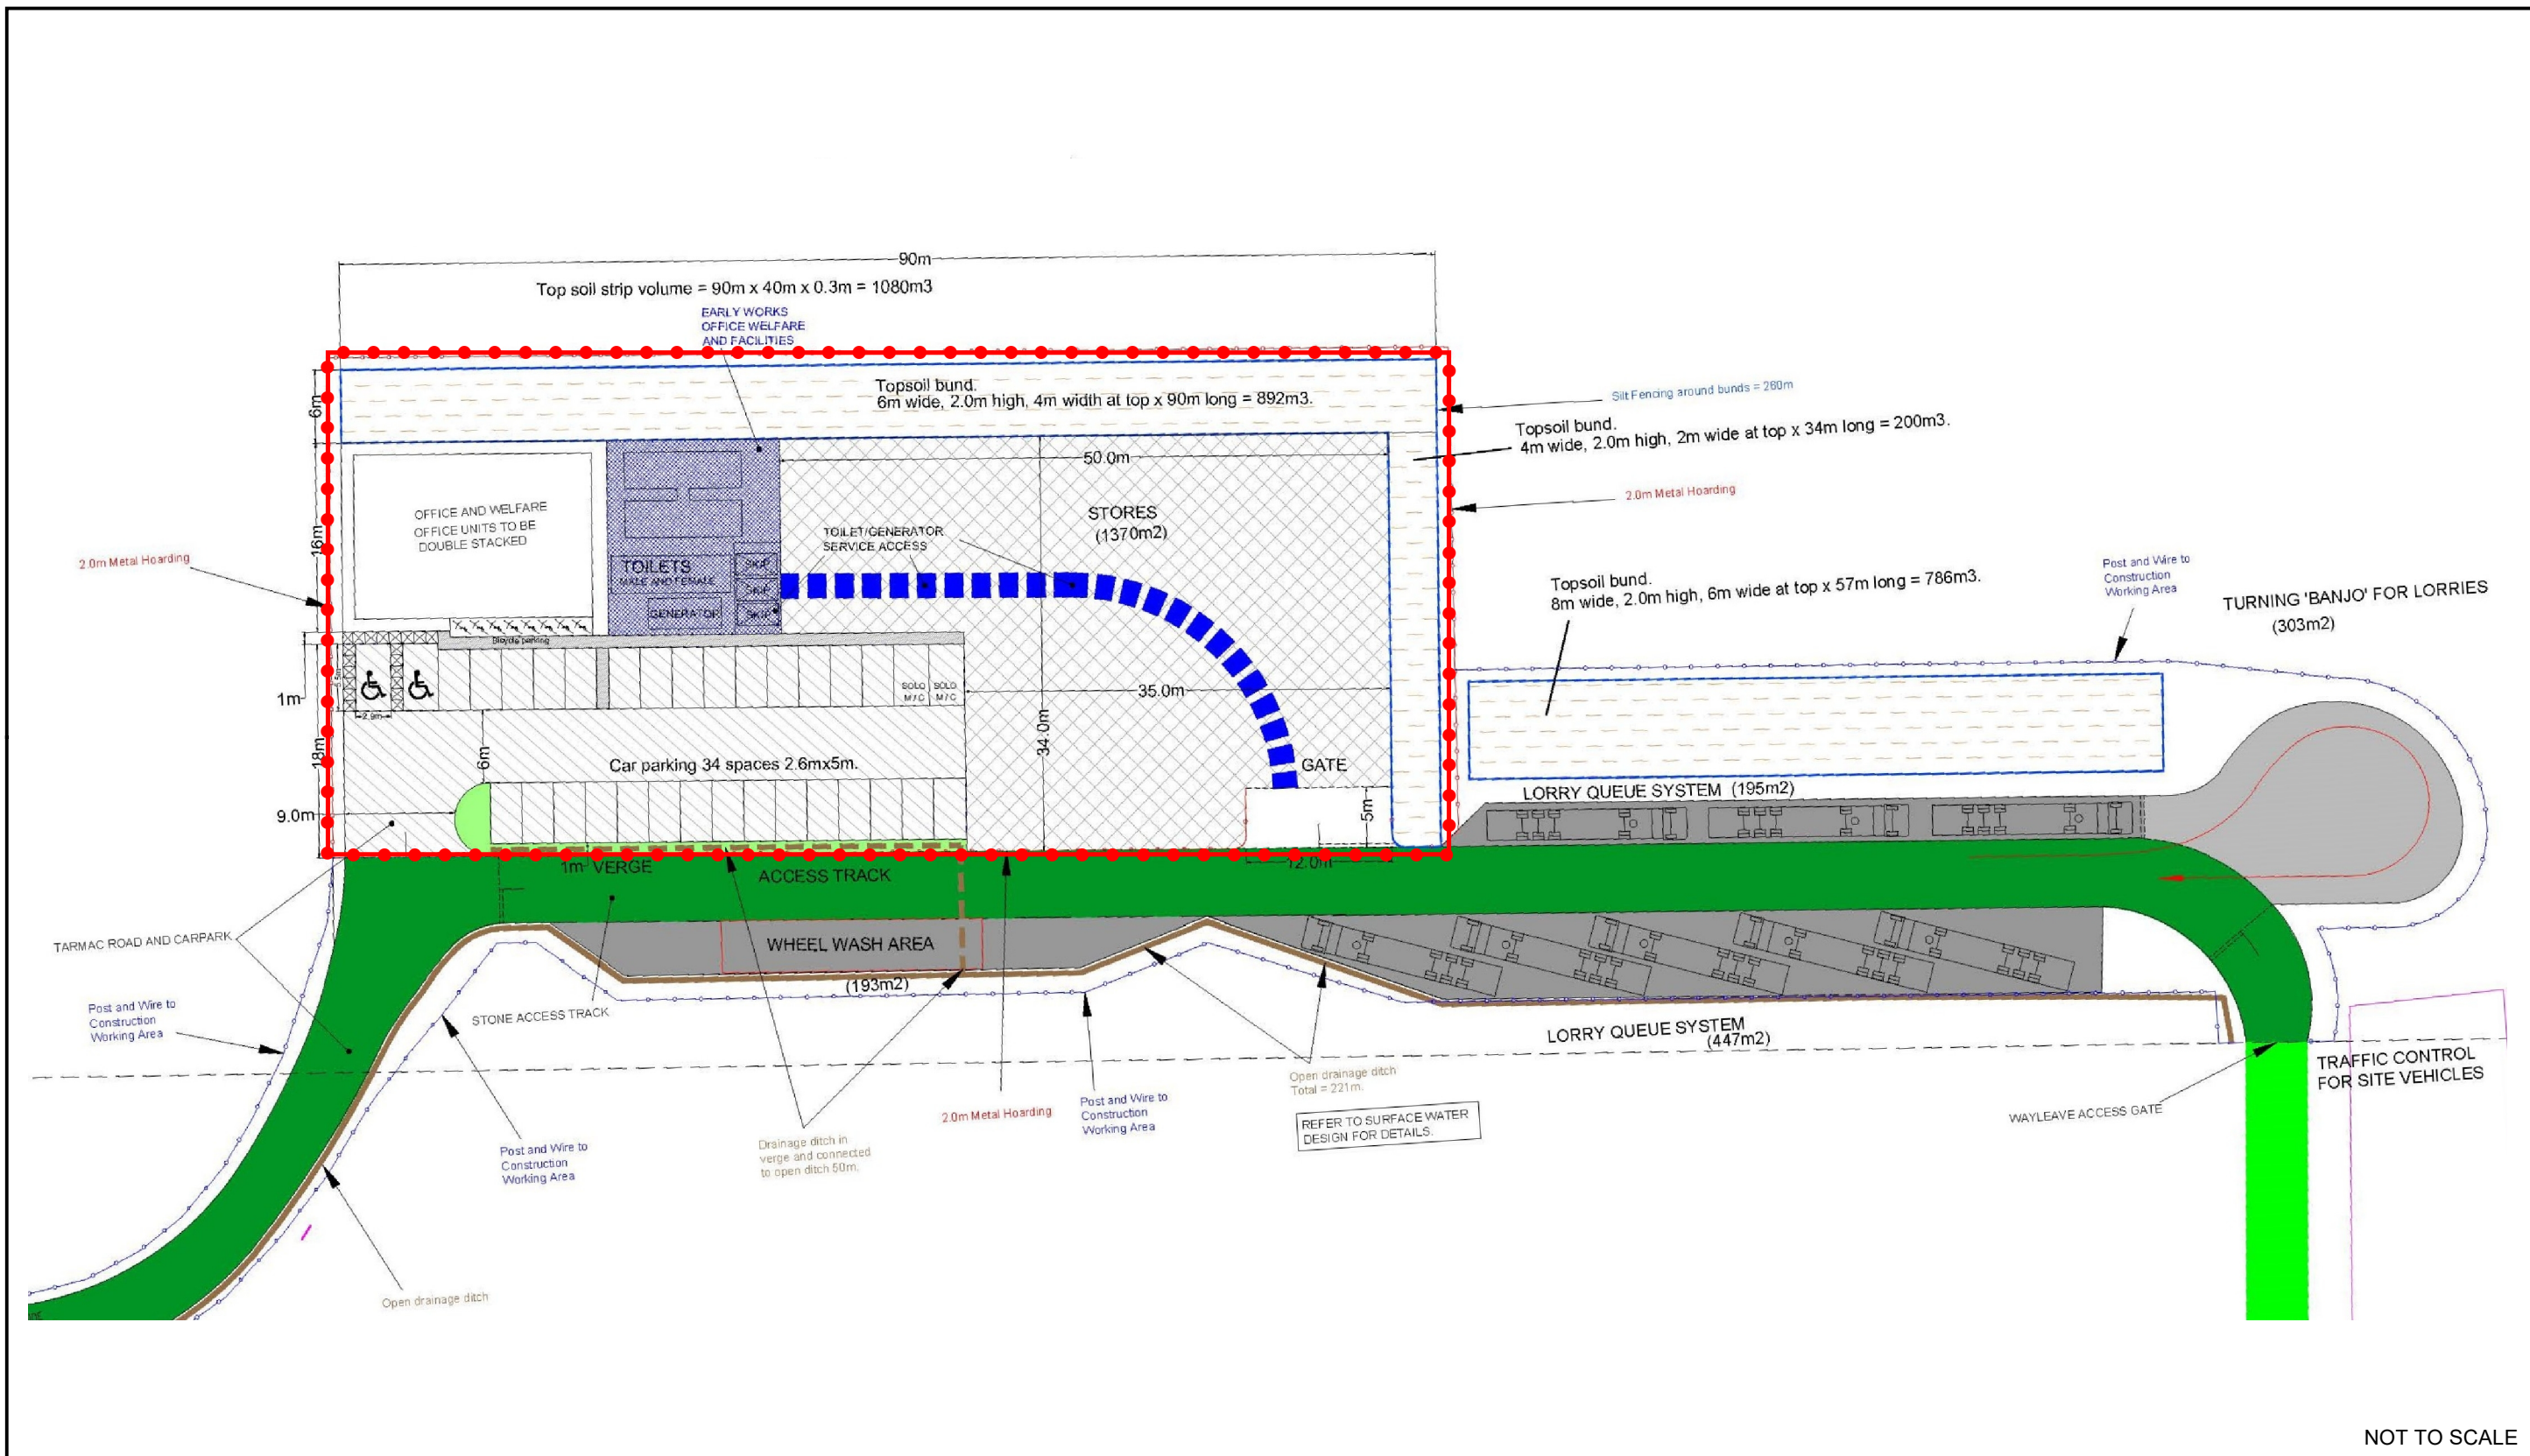 90m
Top soil strip volume = 90m x 40m x 0.3m = 1080m3
EARLY WORKS
OFFICE WELFARE
AND FACILITIES
Topsoil bund.
6m wide, 2.0m high, 4m width at top x 90m long = 892m3.
6m
Silt Fencing around bunds = 260m
Topsoil bund.
4m wide, 2.0m high, 2m wide at top x 34m long = 200m3.
50.0m
2.0m Metal Hoarding
OFFICE AND WELFARE
OFFICE UNITS TO BE
DOUBLE STACKED
STORES
(1370m2)
TOILET/GENERATOR
SERVICE ACCESS
16m
2.0m Metal Hoarding
TOILETS
MALE AND FEMALE
SKIP
SKIP
SKIP
GENERATOR
Topsoil bund.
8m wide, 2.0m high, 6m wide at top x 57m long = 786m3.
Post and Wire to
Construction
Working Area
TURNING 'BANJO' FOR LORRIES
(303m2)
Bicycle parking
SOLO SOLO
M/C M/C
35.0m
1m
2.9m
34.0m
18m
6m
Car parking 34 spaces 2.6mx5m.
GATE
LORRY QUEUE SYSTEM (195m2)
9.0m
5m
12.0m
1m VERGE
ACCESS TRACK
TARMAC ROAD AND CARPARK
WHEEL WASH AREA
(193m2)
Post and Wire to
Construction
Working Area
STONE ACCESS TRACK
LORRY QUEUE SYSTEM
(447m2)
TRAFFIC CONTROL
FOR SITE VEHICLES
Open drainage ditch
Total = 221m.
REFER TO SURFACE WATER
DESIGN FOR DETAILS.
WAYLEAVE ACCESS GATE
2.0m Metal Hoarding
Post and Wire to
Construction
Working Area
Drainage ditch in
verge and connected
to open ditch 50m.
Post and Wire to
Construction
Working Area
Open drainage ditch
NOT TO SCALE